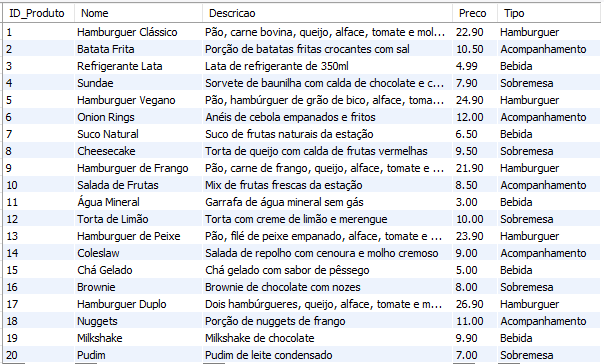 ID_Produto Nome Descricao Preco Tipo
1 Hamburguer Clássico Pão, carne bovina, queijo, alface, tomate e mol... 22.90 Hamburguer
2 Batata Frita Porção de batatas fritas crocantes com sal 10.50 Acompanhamento
3 Refrigerante Lata Lata de refrigerante de 350ml 4.99 Bebida
4 Sundae Sorvete de baunilha com calda de chocolate e c... 7.90 Sobremesa
5 Hamburguer Vegano Pão, hambúrguer de grão de bico, alface, toma... 24.90 Hamburguer
6 Onion Rings Anéis de cebola empanados e fritos 12.00 Acompanhamento
7 Suco Natural Suco de frutas naturais da estação 6.50 Bebida
8 Cheesecake Torta de queijo com calda de frutas vermelhas 9.50 Sobremesa
9 Hamburguer de Frango Pão, carne de frango, queijo, alface, tomate e ... 21.90 Hamburguer
10 Salada de Frutas Mix de frutas frescas da estação 8.50 Acompanhamento
11 Água Mineral Garrafa de água mineral sem gás 3.00 Bebida
12 Torta de Limão Torta com creme de limão e merengue 10.00 Sobremesa
13 Hamburguer de Peixe Pão, filé de peixe empanado, alface, tomate e ... 23.90 Hamburguer
14 Coleslaw Salada de repolho com cenoura e molho cremoso 9.00 Acompanhamento
15 Chá Gelado Chá gelado com sabor de pêssego 5.00 Bebida
16 Brownie Brownie de chocolate com nozes 8.00 Sobremesa
17 Hamburguer Duplo Dois hambúrgueres, queijo, alface, tomate e m... 26.90 Hamburguer
18 Nuggets Porção de nuggets de frango 11.00 Acompanhamento
19 Milkshake Milkshake de chocolate 9.90 Bebida
20 Pudim Pudim de leite condensado 7.00 Sobremesa